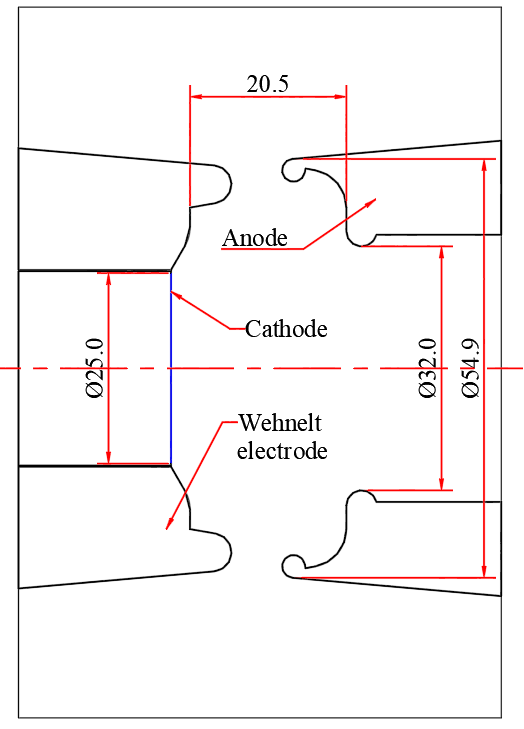 20.5
Anode
Cathode
Ø25.0
Ø32.0
Ø54.9
Wehnelt
electrode